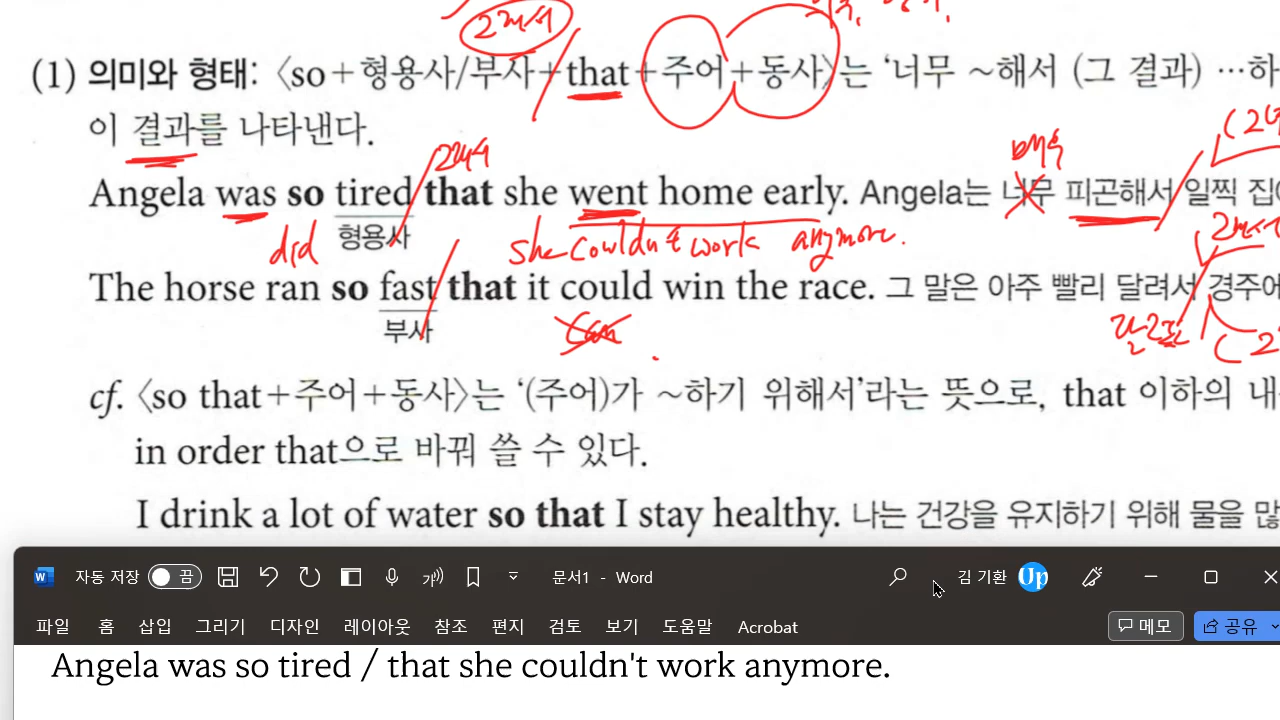 2형식
(1) 의미와 형태: 〈so+형용사/부사+that+주어+동사〉는 '너무 ~해서 (그 결과) …하
이 결과를 나타낸다.
매우
Angela was so tired that she went home early. Angela는 너무 피곤해서 일찍 집
did 형용사 she couldn't work anymore.
The horse ran so fast that it could win the race. 그 말은 아주 빨리 달려서 경주에
부사 can
cf. 〈so that+주어+동사〉는 '(주어)가 ~하기 위해서'라는 뜻으로, that 이하의 내
in order that으로 바꿔 쓸 수 있다.
I drink a lot of water so that I stay healthy. 나는 건강을 유지하기 위해 물을 많
자동 저장 끔 가)) 문서1 - Word 김 기환 Up
파일 홈 삽입 그리기 디자인 레이아웃 참조 편지 검토 보기 도움말 Acrobat 메모 공유
Angela was so tired / that she couldn't work anymore.